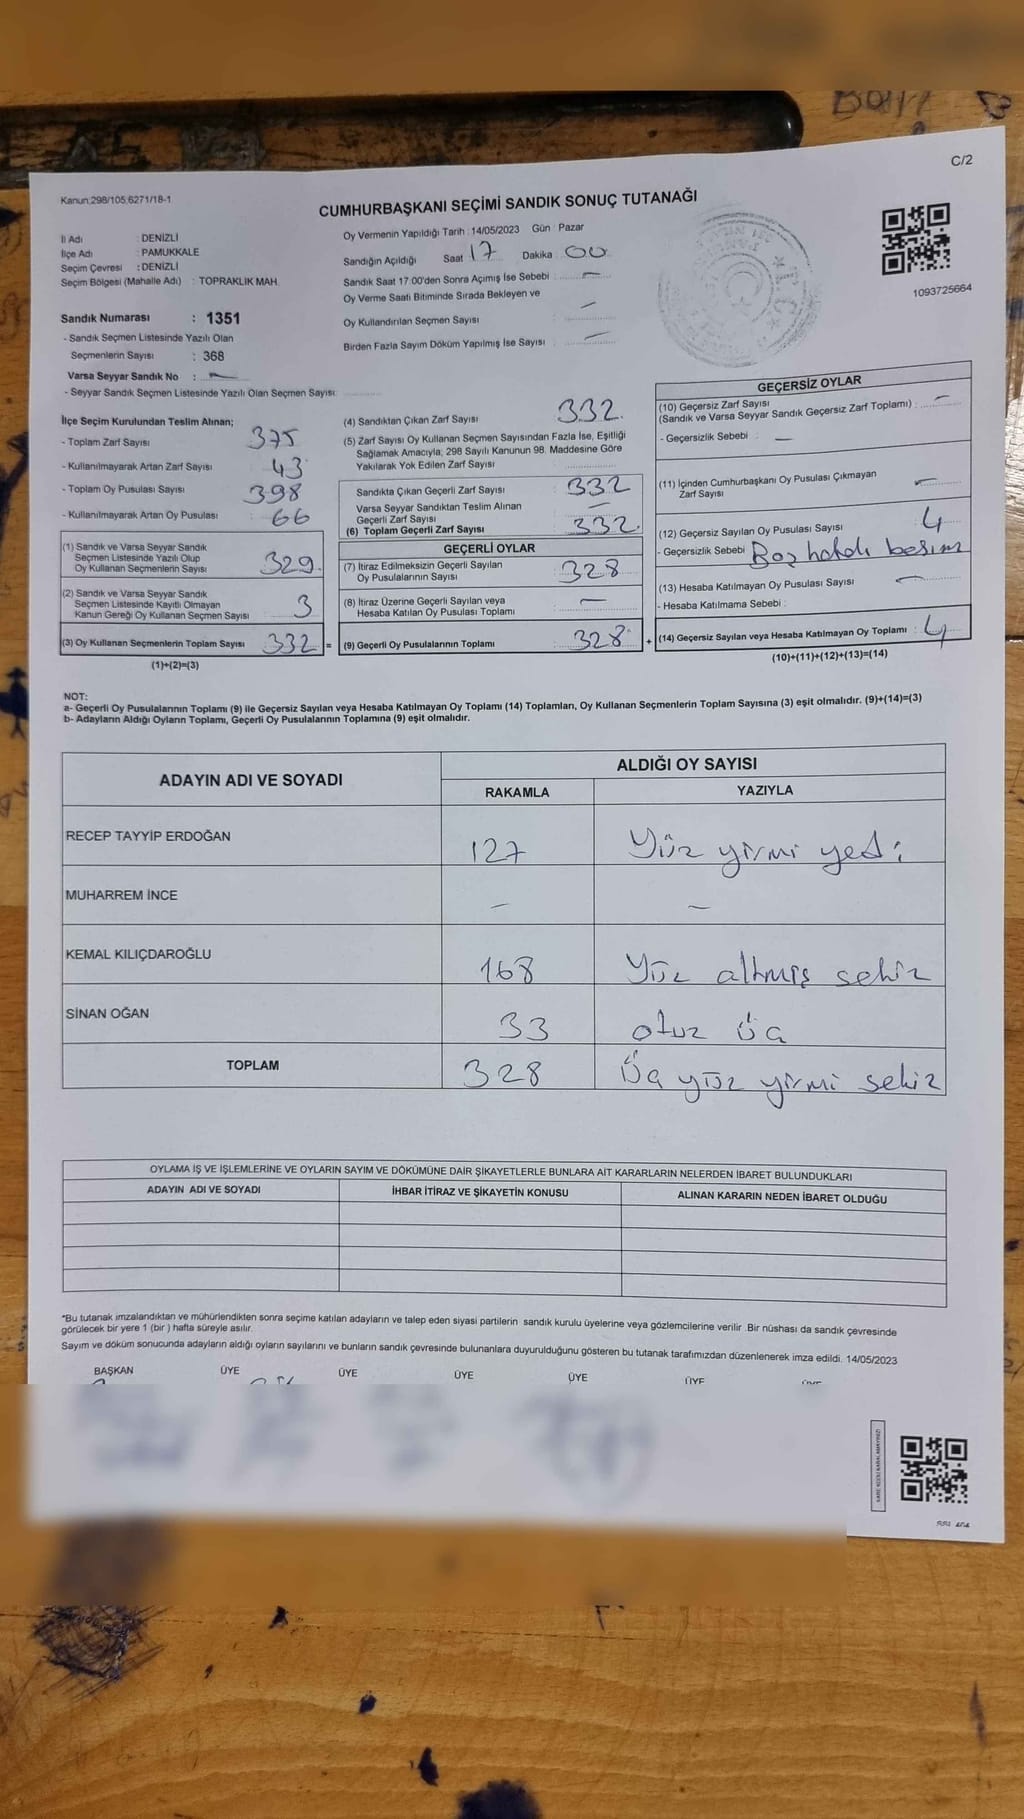 C/2
Kanun:298/105;6271/18-1
CUMHURBAŞKANI SEÇİMİ SANDIK SONUÇ TUTANAĞI
İl Adı : DENİZLİ
İlçe Adı : PAMUKKALE
Seçim Çevresi : DENİZLİ
Seçim Bölgesi (Mahalle Adı) : TOPRAKLIK MAH.
Oy Vermenin Yapıldığı Tarih :14/05/2023 Gün : Pazar
Sandığın Açıldığı Saat 17 Dakika 00
Sandık Saat 17:00'den Sonra Açımış İse Sebebi : —
Oy Verme Saati Bitiminde Sırada Bekleyen ve
Oy Kullandırılan Seçmen Sayısı : —
Birden Fazla Sayım Döküm Yapılmış İse Sayısı : —
1093725664
Sandık Numarası : 1351
- Sandık Seçmen Listesinde Yazılı Olan
Seçmenlerin Sayısı : 368
Varsa Seyyar Sandık No : —
- Seyyar Sandık Seçmen Listesinde Yazılı Olan Seçmen Sayısı:
İlçe Seçim Kurulundan Teslim Alınan;
- Toplam Zarf Sayısı : 375
- Kullanılmayarak Artan Zarf Sayısı : 43
- Toplam Oy Pusulası Sayısı : 398
- Kullanılmayarak Artan Oy Pusulası : 66
(1) Sandık ve Varsa Seyyar Sandık
Seçmen Listesinde Yazılı Olup
Oy Kullanan Seçmenlerin Sayısı 329
(2) Sandık ve Varsa Seyyar Sandık
Seçmen Listesinde Kayıtlı Olmayan
Kanun Gereği Oy Kullanan Seçmen Sayısı 3
(3) Oy Kullanan Seçmenlerin Toplam Sayısı 332 =
(1)+(2)=(3)
(4) Sandıktan Çıkan Zarf Sayısı : 332
(5) Zarf Sayısı Oy Kullanan Seçmen Sayısından Fazla İse, Eşitliği
Sağlamak Amacıyla; 298 Sayılı Kanunun 98. Maddesine Göre
Yakılarak Yok Edilen Zarf Sayısı
Sandıkta Çıkan Geçerli Zarf Sayısı : 332
Varsa Seyyar Sandıktan Teslim Alınan
Geçerli Zarf Sayısı : —
(6) Toplam Geçerli Zarf Sayısı : 332
GEÇERLİ OYLAR
(7) İtiraz Edilmeksizin Geçerli Sayılan
Oy Pusulalarının Sayısı : 328
(8) İtiraz Üzerine Geçerli Sayılan veya
Hesaba Katılan Oy Pusulası Toplamı : —
(9) Geçerli Oy Pusulalarının Toplamı : 328 +
GEÇERSİZ OYLAR
(10) Geçersiz Zarf Sayısı
(Sandık ve Varsa Seyyar Sandık Geçersiz Zarf Toplamı) : —
- Geçersizlik Sebebi : —
(11) İçinden Cumhurbaşkanı Oy Pusulası Çıkmayan
Zarf Sayısı : —
(12) Geçersiz Sayılan Oy Pusulası Sayısı : 4
- Geçersizlik Sebebi
(13) Hesaba Katılmayan Oy Pusulası Sayısı : —
- Hesaba Katılmama Sebebi :
(14) Geçersiz Sayılan veya Hesaba Katılmayan Oy Toplamı : 4
(10)+(11)+(12)+(13)=(14)
NOT:
a- Geçerli Oy Pusulalarının Toplamı (9) ile Geçersiz Sayılan veya Hesaba Katılmayan Oy Toplamı (14) Toplamları, Oy Kullanan Seçmenlerin Toplam Sayısına (3) eşit olmalıdır. (9)+(14)=(3)
b- Adayların Aldığı Oyların Toplamı, Geçerli Oy Pusulalarının Toplamına (9) eşit olmalıdır.
ADAYIN ADI VE SOYADI ALDIĞI OY SAYISI
RAKAMLA YAZIYLA
RECEP TAYYİP ERDOĞAN 127 Yüz yirmi yedi
MUHARREM İNCE — —
KEMAL KILIÇDAROĞLU 168 Yüz altmış sekiz
SİNAN OĞAN 33 otuz üç
TOPLAM 328 Üç yüz yirmi sekiz
OYLAMA İŞ VE İŞLEMLERİNE VE OYLARIN SAYIM VE DÖKÜMÜNE DAİR ŞİKAYETLERLE BUNLARA AİT KARARLARIN NELERDEN İBARET BULUNDUKLARI
ADAYIN ADI VE SOYADI İHBAR İTİRAZ VE ŞİKAYETİN KONUSU ALINAN KARARIN NEDEN İBARET OLDUĞU
*Bu tutanak imzalandıktan ve mühürlendikten sonra seçime katılan adayların ve talep eden siyasi partilerin sandık kurulu üyelerine veya gözlemcilerine verilir .Bir nüshası da sandık çevresinde
görülecek bir yere 1 (bir ) hafta süreyle asılır.
Sayım ve döküm sonucunda adayların aldığı oyların sayılarını ve bunların sandık çevresinde bulunanlara duyurulduğunu gösteren bu tutanak tarafımızdan düzenlenerek imza edildi. 14/05/2023
BAŞKAN ÜYE ÜYE ÜYE ÜYE ÜYE